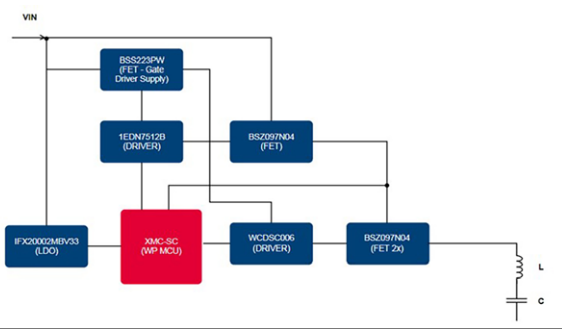 VIN
BSS223PW
(FET - Gate
Driver Supply)
1EDN7512B
(DRIVER)
BSZ097N04
(FET)
IFX20002MBV33
(LDO)
XMC-SC
(WP MCU)
WCDSC006
(DRIVER)
BSZ097N04
(FET 2x)
L
C